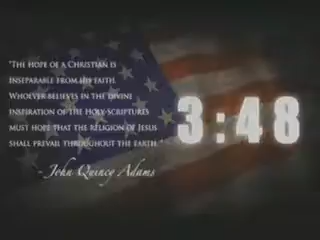 "The hope of a Christian is
inseparable from his faith.
Whoever believes in the divine
inspiration of the Holy Scriptures
must hope that the religion of Jesus
shall prevail throughout the earth."
- John Quincy Adams
3:48